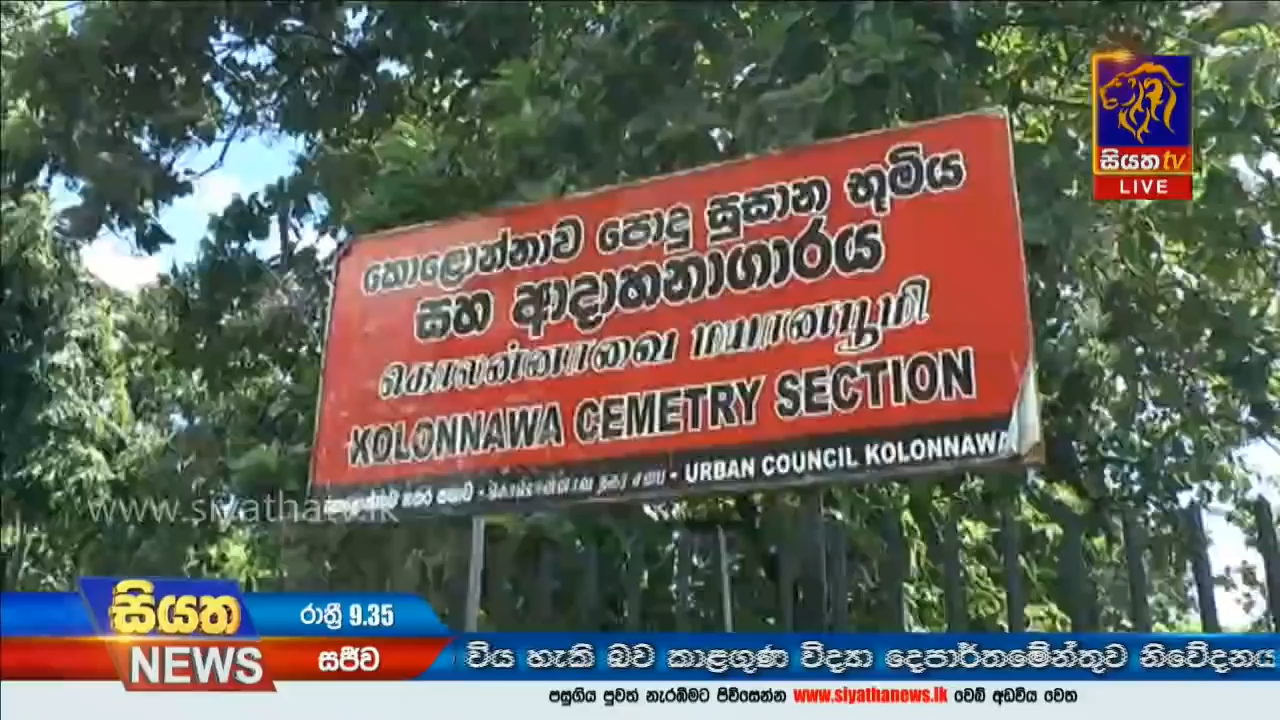 කොළොන්නාව පොදු සුසාන භූමිය
සහ ආදාහනාගාරය
கொலன்னாவை மயானபூமி
KOLONNAWA CEMETRY SECTION
URBAN COUNCIL KOLONNAWA
සියත tv
LIVE
www.siyathatv.lk
සියත
NEWS
රාත්‍රී 9.35
සජීව
විය හැකි බව කාළගුණ විද්‍යා දෙපාර්තමේන්තුව නිවේදනය
පසුගිය පුවත් නැරඹීමට පිවිසෙන්න www.siyathanews.lk වෙබ් අඩවිය වෙත